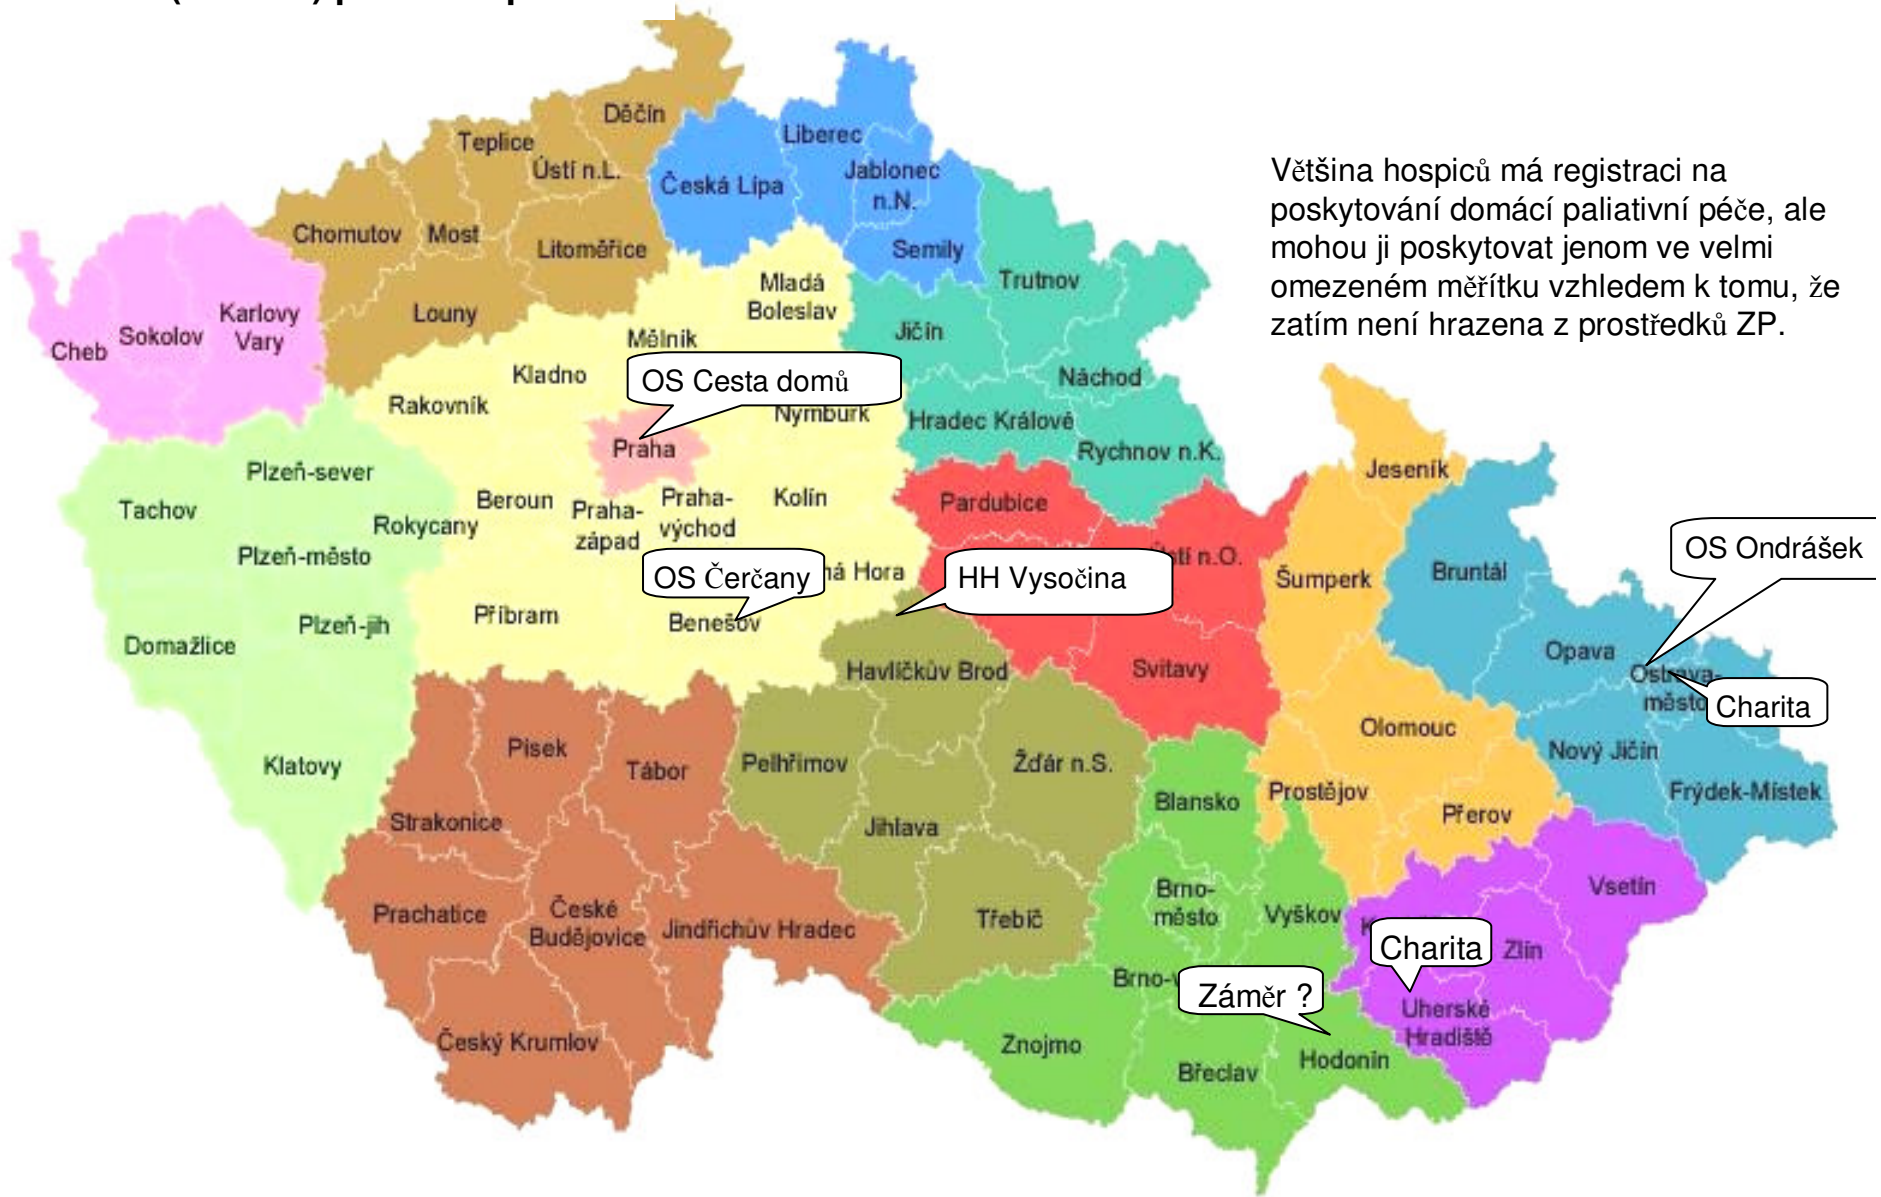 Většina hospiců má registraci na
poskytování domácí paliativní péče, ale
mohou ji poskytovat jenom ve velmi
omezeném měřítku vzhledem k tomu, že
zatím není hrazena z prostředků ZP.
Děčín
Teplice
Ústí n.L.
Liberec
Jablonec
n.N.
Česká Lípa
Chomutov
Most
Litoměřice
Semily
Trutnov
Mladá
Boleslav
Louny
Karlovy
Vary
Sokolov
Cheb
Jičín
Mělník
Kladno
OS Cesta domů
Náchod
Rakovník
Nymburk
Hradec Králové
Praha
Rychnov n.K.
Jeseník
Plzeň-sever
Tachov
Beroun
Praha-
západ
Praha-
východ
Kolín
Pardubice
Rokycany
Plzeň-město
OS Čerčany
Hora
HH Vysočina
n.O.
Šumperk
Bruntál
OS Ondrášek
Příbram
Benešov
Plzeň-jih
Domažlice
Havlíčkův Brod
Svitavy
Opava
Ostrava-
město
Charita
Olomouc
Nový Jičín
Klatovy
Písek
Tábor
Pelhřimov
Žďár n.S.
Blansko
Prostějov
Přerov
Frýdek-Místek
Strakonice
Jihlava
Vsetín
Prachatice
České
Budějovice
Jindřichův Hradec
Třebíč
Brno-
město
Vyškov
Charita
Zlín
Brno-
Záměr ?
Uherské
Hradiště
Český Krumlov
Znojmo
Břeclav
Hodonín